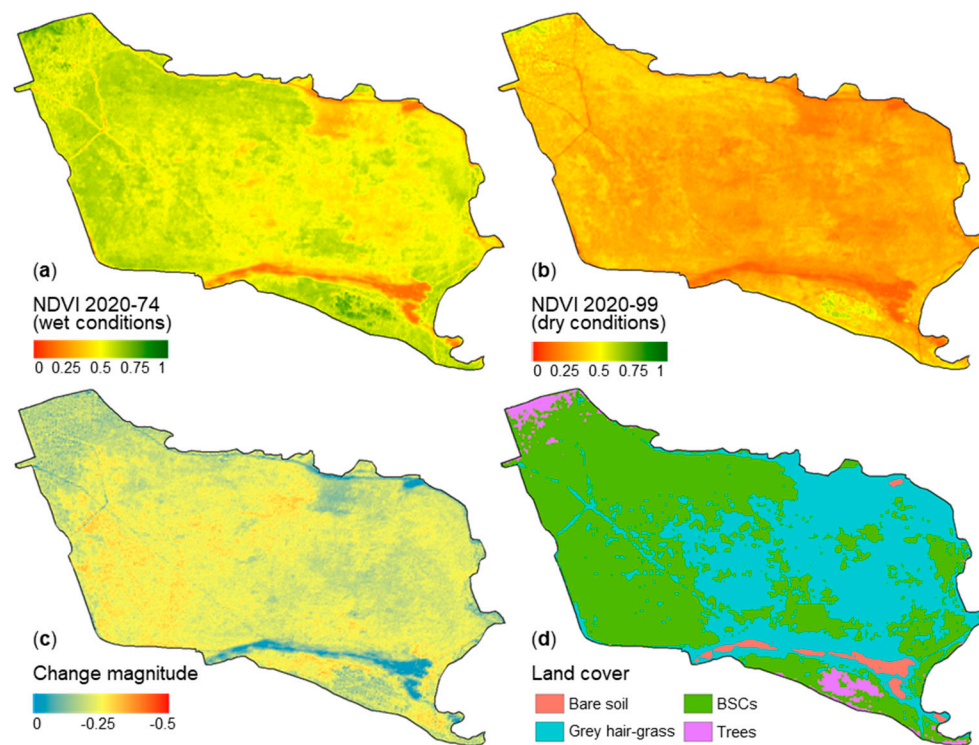 (a)
NDVI 2020-74
(wet conditions)
0 0.25 0.5 0.75 1
(b)
NDVI 2020-99
(dry conditions)
0 0.25 0.5 0.75 1
(c)
Change magnitude
0 -0.25 -0.5
(d)
Land cover
Bare soil BSCs
Grey hair-grass Trees